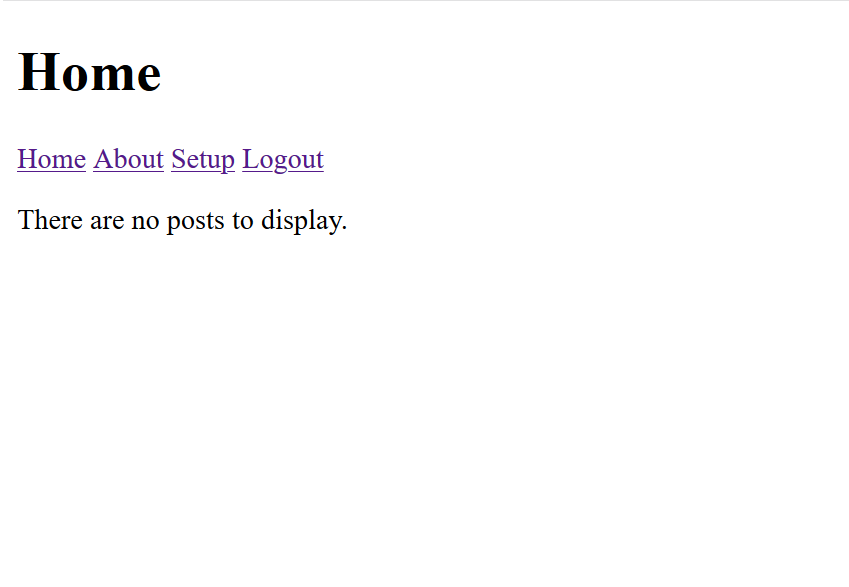 Home
Home About Setup Logout
There are no posts to display.